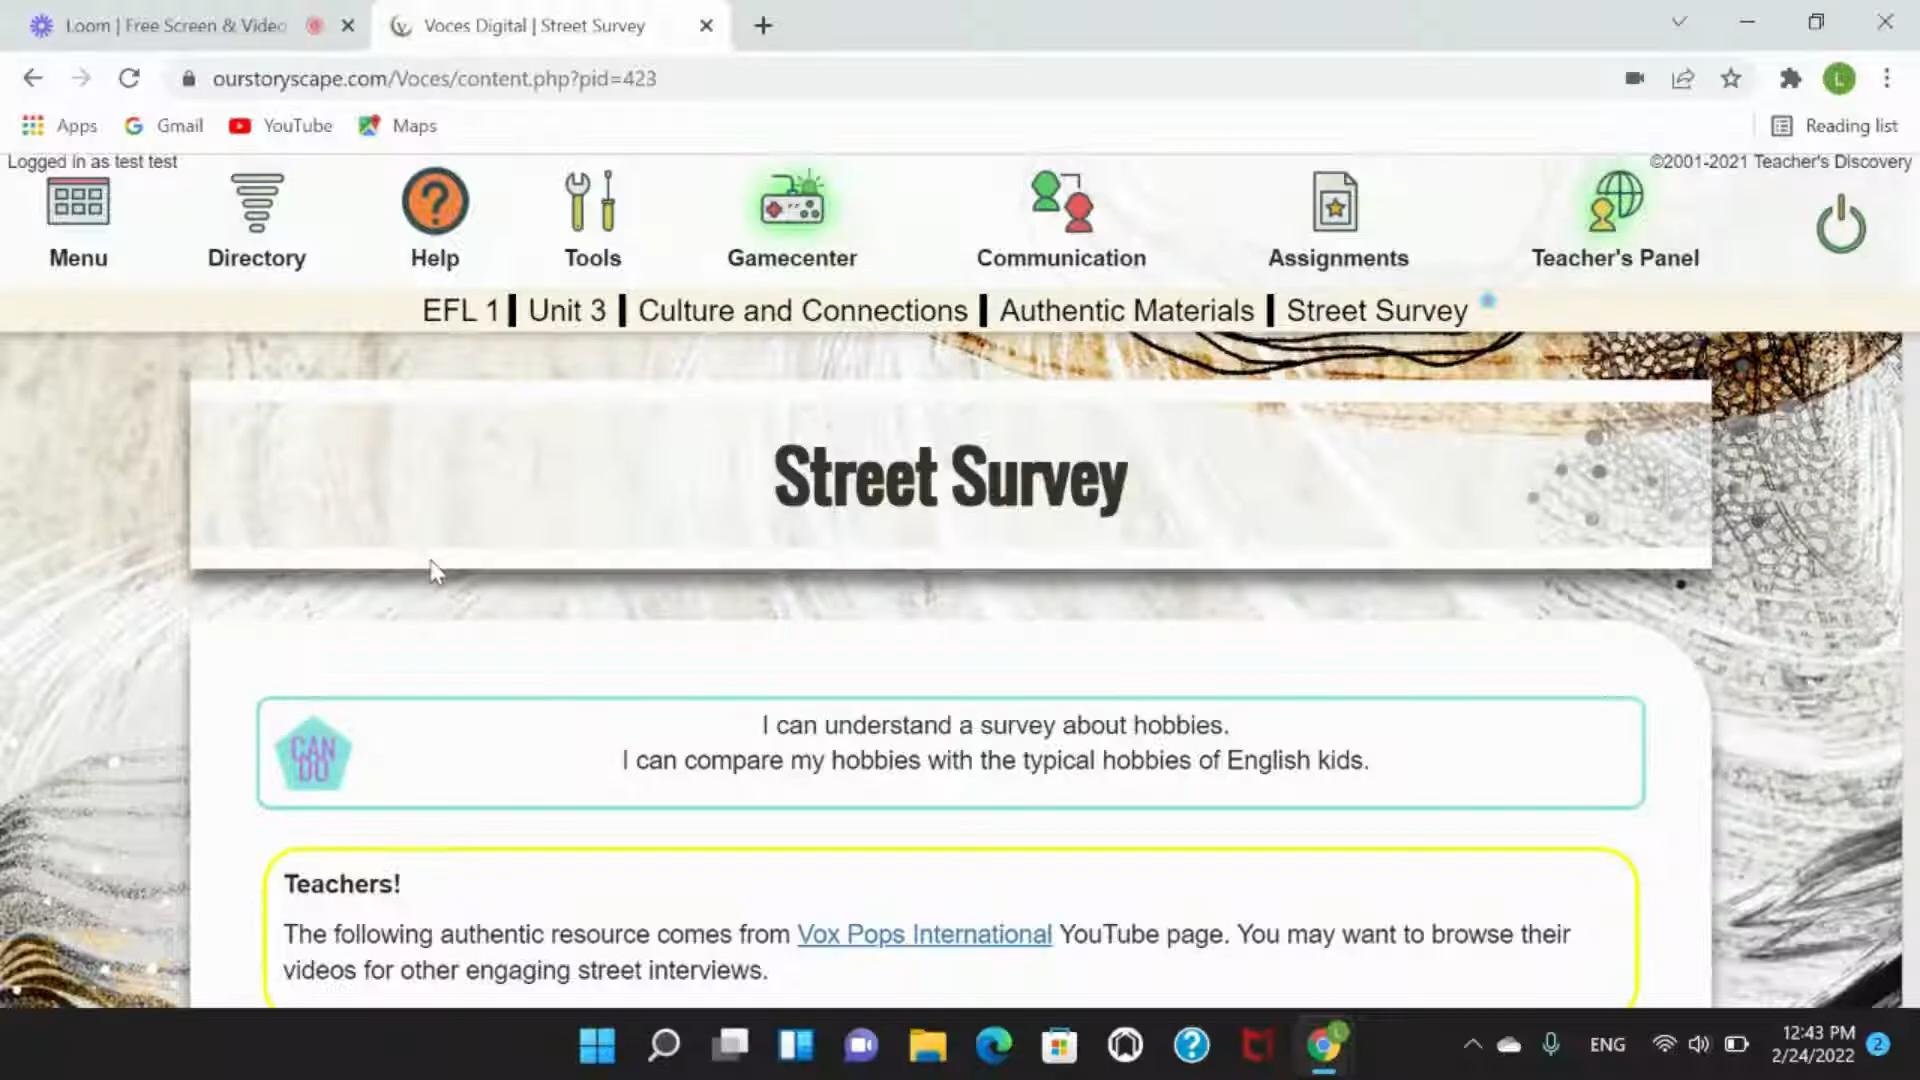 Loom | Free Screen & Video
Voces Digital | Street Survey
ourstoryscape.com/Voces/content.php?pid=423
L
Apps Gmail YouTube Maps Reading list
Logged in as test test ©2001-2021 Teacher's Discovery
Menu Directory Help Tools Gamecenter Communication Assignments Teacher's Panel
EFL 1 | Unit 3 | Culture and Connections | Authentic Materials | Street Survey
Street Survey
CAN
DO
I can understand a survey about hobbies.
I can compare my hobbies with the typical hobbies of English kids.
Teachers!
The following authentic resource comes from Vox Pops International YouTube page. You may want to browse their
videos for other engaging street interviews.
ENG
12:43 PM
2/24/2022
2